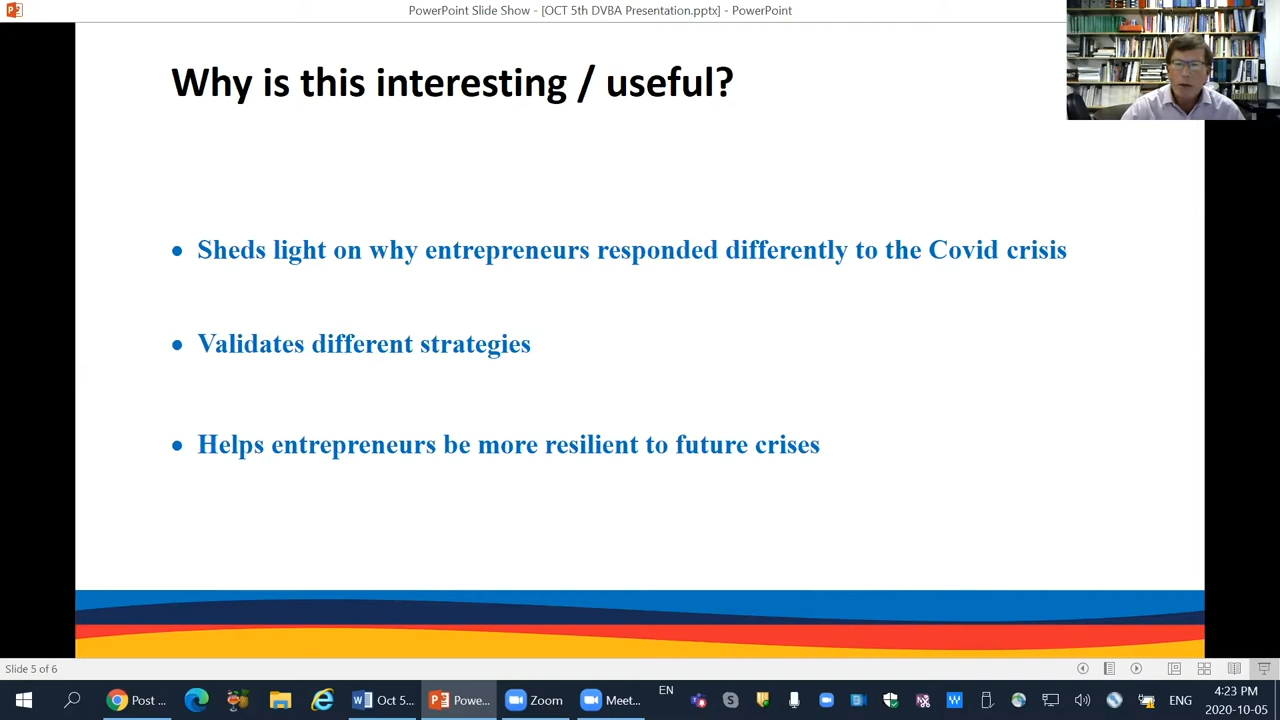 PowerPoint Slide Show - [OCT 5th DVBA Presentation.pptx] - PowerPoint
Why is this interesting / useful?
• Sheds light on why entrepreneurs responded differently to the Covid crisis
• Validates different strategies
• Helps entrepreneurs be more resilient to future crises
Slide 5 of 6
Post ...
Oct 5...
Powe...
Zoom
Meet...
EN
ENG
4:23 PM
2020-10-05